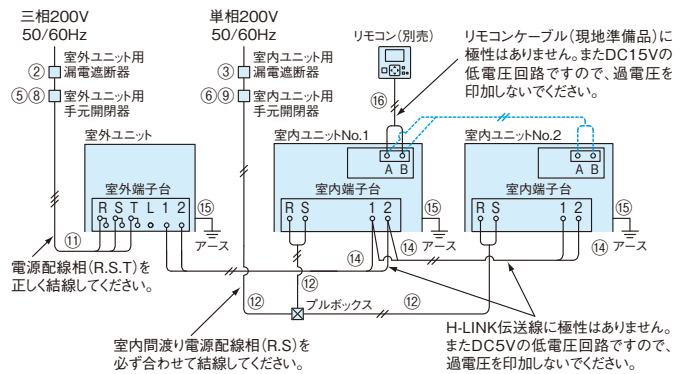 三相200V
50/60Hz
単相200V
50/60Hz
② 室外ユニット用
漏電遮断器
⑤⑧ 室外ユニット用
手元開閉器
③ 室内ユニット用
漏電遮断器
⑥⑨ 室内ユニット用
手元開閉器
リモコン(別売)
⑯
リモコンケーブル(現地準備品)に
極性はありません。またDC15Vの
低電圧回路ですので、過電圧を
印加しないでください。
室外ユニット
室外端子台
R S T L 1 2
⑮
アース
室内ユニットNo.1
A B
室内端子台
R S 1 2
⑮
アース
室内ユニットNo.2
A B
室内端子台
R S 1 2
⑮
アース
⑪
⑭
⑭
⑭
電源配線相(R.S.T)を
正しく結線してください。
⑫
⑫
プルボックス
⑫
室内間渡り電源配線相(R.S)を
必ず合わせて結線してください。
H-LINK伝送線に極性はありません。
またDC5Vの低電圧回路ですので、
過電圧を印加しないでください。